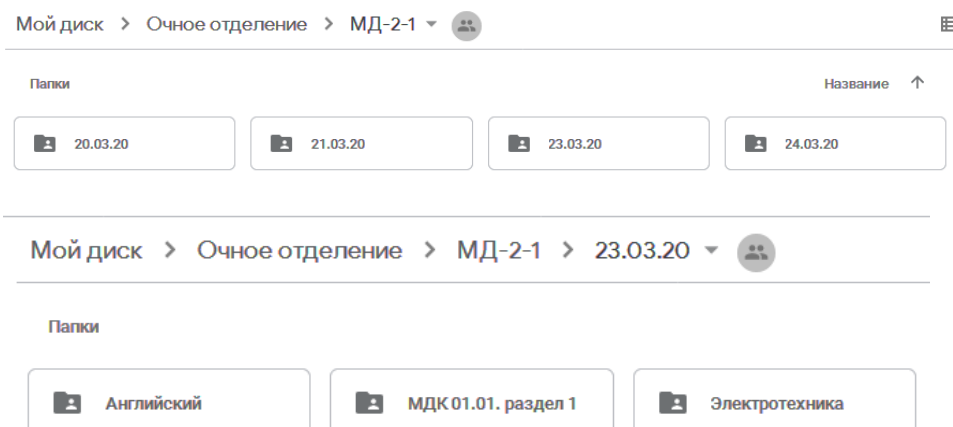 Мой диск > Очное отделение > МД-2-1
Папки Название
20.03.20 21.03.20 23.03.20 24.03.20
Мой диск > Очное отделение > МД-2-1 > 23.03.20
Папки
Английский МДК 01.01. раздел 1 Электротехника